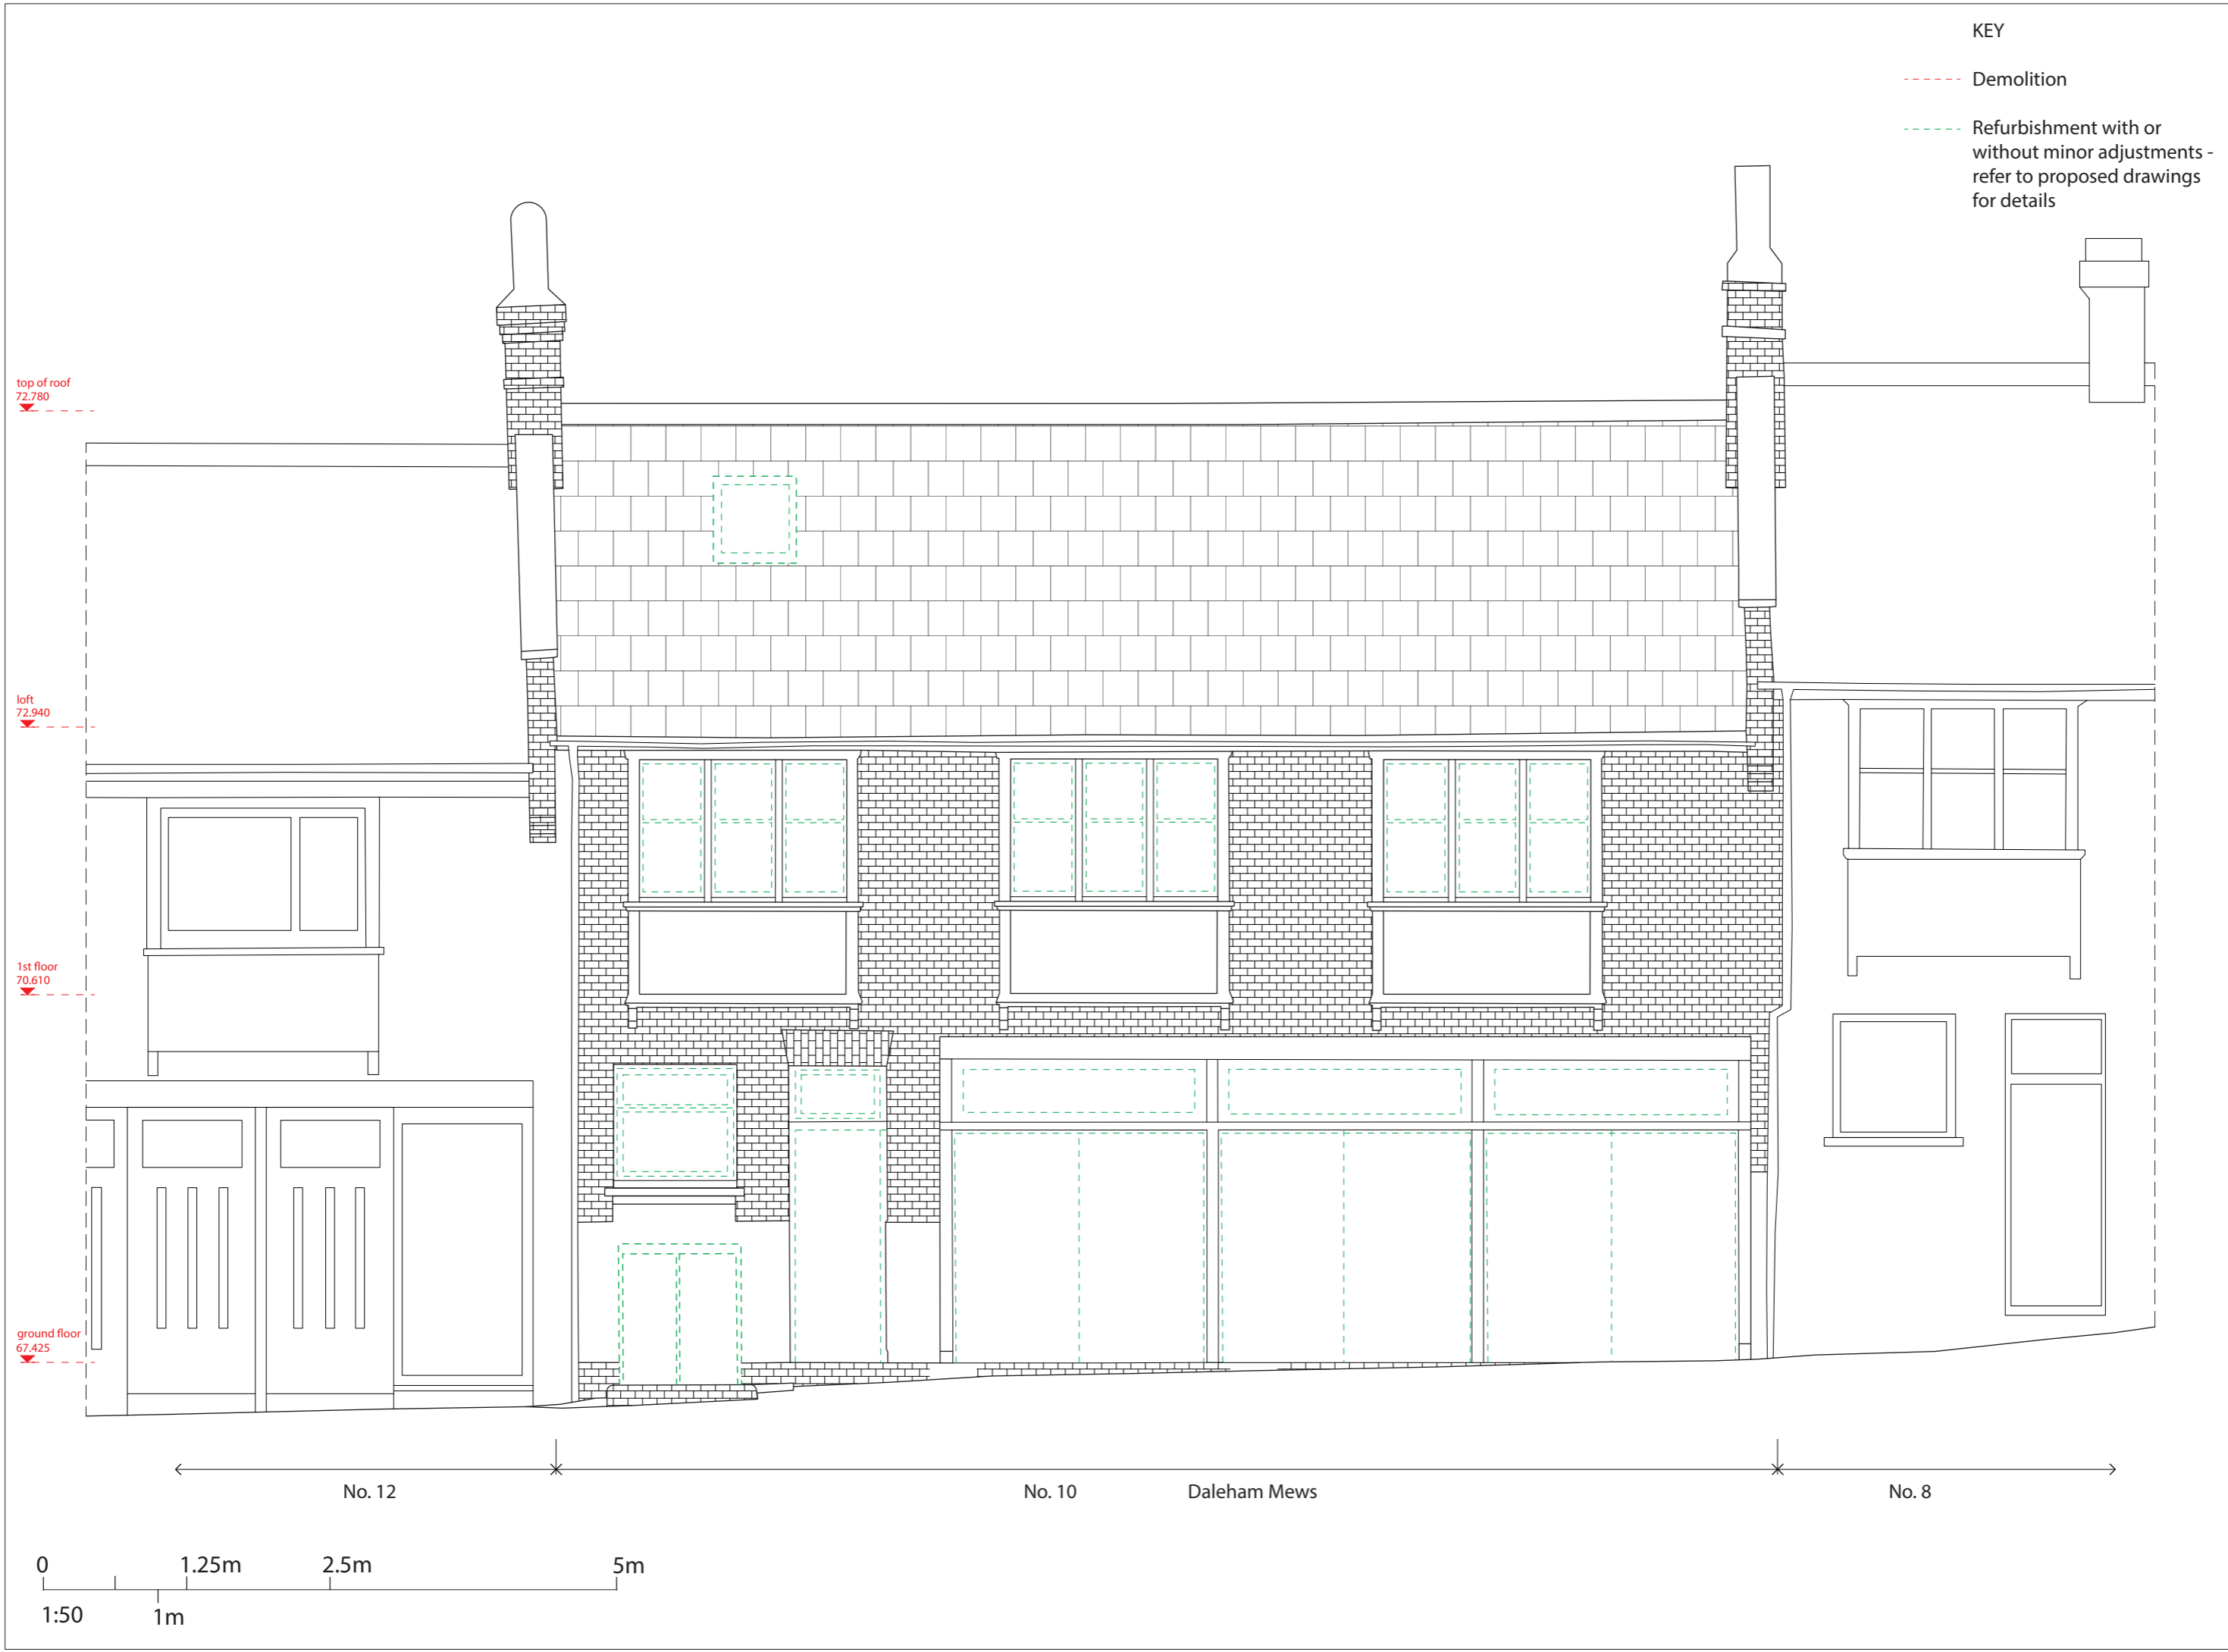 KEY
Demolition
Refurbishment with or
without minor adjustments -
refer to proposed drawings
for details
top of roof
72.780
loft
72.940
1st floor
70.610
ground floor
67.425
No. 12
No. 10
Daleham Mews
No. 8
0
1.25m
2.5m
5m
1:50
1m